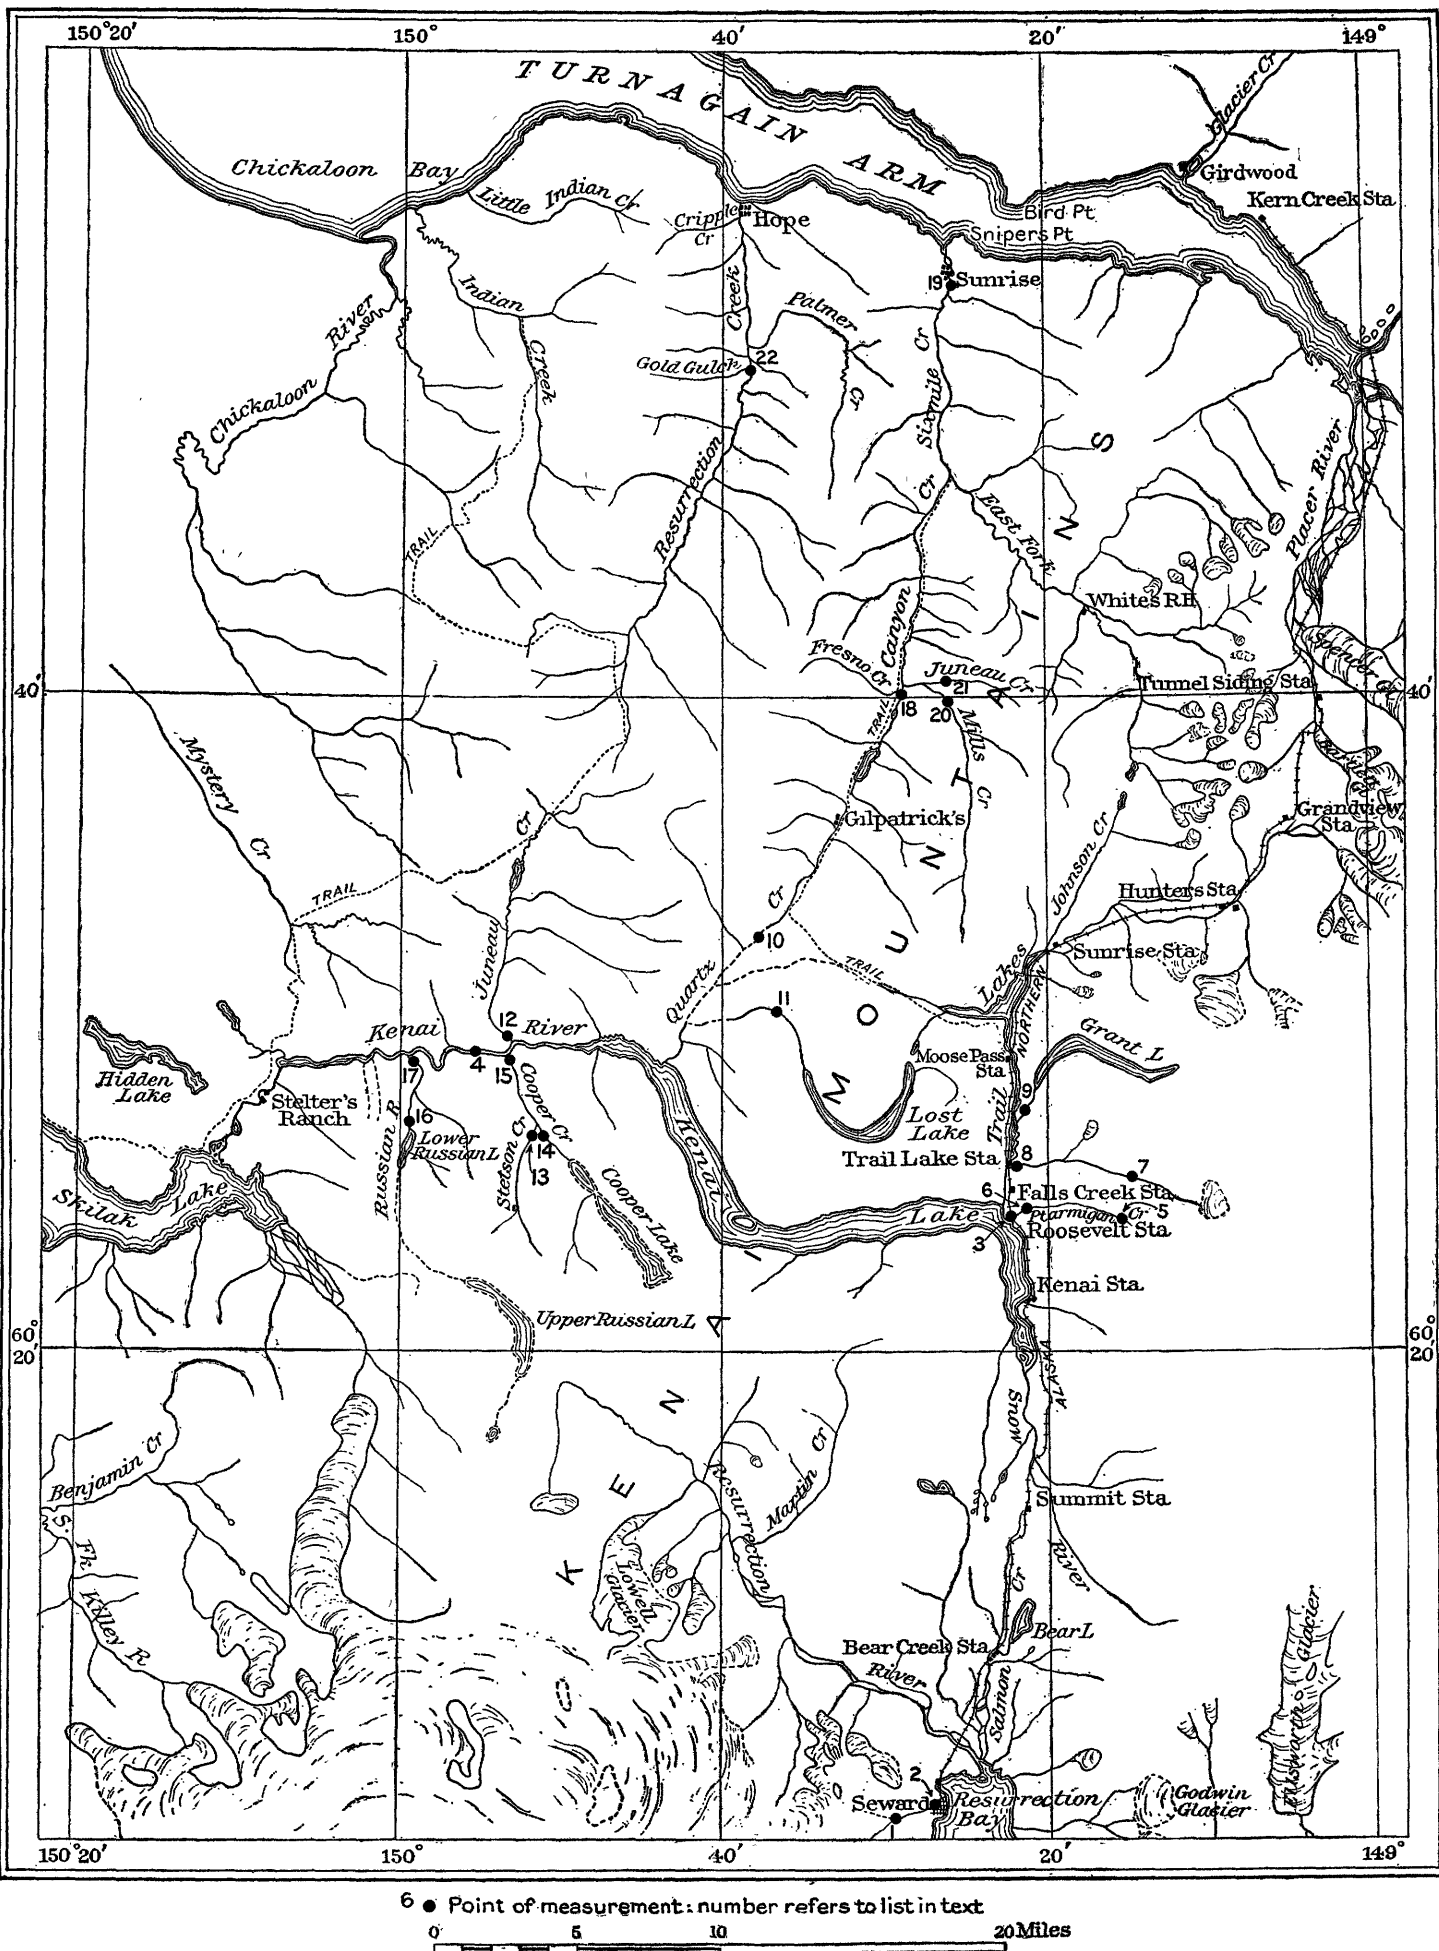 150°20' 150° 40' 20' 149°
TURNAGAIN ARM
Glacier Cr
Chickaloon Bay
Girdwood
Little Indian Cr
Kern Creek Sta
Cripple Cr
Hope
Bird Pt
Snipers Pt
Indian Creek
19 Sunrise
Chickaloon River
Palmer Cr
Gold Gulch
22
Resurrection Creek
Sixmile Cr
Placer River
East Fork
TRAIL
Canyon Cr
Whites R H
Fresno Cr
Juneau Cr
Spencer Gl
Tunnel Siding Sta
40' 40'
18
21
20
TRAIL
Mills Cr
Mystery Cr
Bartlett
Gilpatrick's
Grandview Sta
Johnson Cr
TRAIL
Hunters Sta
Juneau Cr
Quartz Cr
10
Sunrise Sta
TRAIL
Trail Lakes
11
12
Kenai River
Grant L
Moose Pass Sta
Hidden Lake
17
4
15
Cooper Cr
9
Stelter's Ranch
16
Lower Russian L
Russian R
Stetson Cr
14
13
Lost Lake
Trail Lake Sta
8
7
Skilak Lake
Cooper Lake
Kenai Lake
6
Falls Creek Sta
Ptarmigan Cr
5
3
Roosevelt Sta
Kenai Sta
Upper Russian L
60°20' 60°20'
ALASKA NORTHERN
KENAI MOUNTAINS
Snow River
Benjamin Cr
Resurrection River
Martin Cr
Summit Sta
S. Fk Killey R
Lowell Glacier
Bear L
Bear Creek Sta
Salmon Cr
Ellsworth Glacier
2
Seward
Resurrection Bay
Godwin Glacier
150°20' 150° 40' 20' 149°
6 ● Point of measurement: number refers to list in text
0 5 10 20 Miles